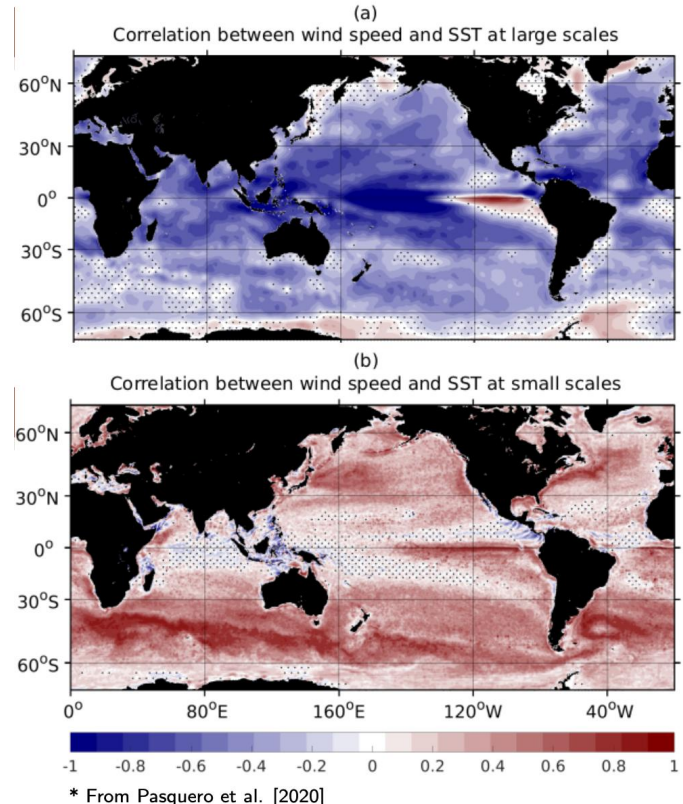 (a)
Correlation between wind speed and SST at large scales
60°N
30°N
0°
30°S
60°S
(b)
Correlation between wind speed and SST at small scales
60°N
30°N
0°
30°S
60°S
0° 80°E 160°E 120°W 40°W
-1 -0.8 -0.6 -0.4 -0.2 0 0.2 0.4 0.6 0.8 1
* From Pasquero et al. [2020]